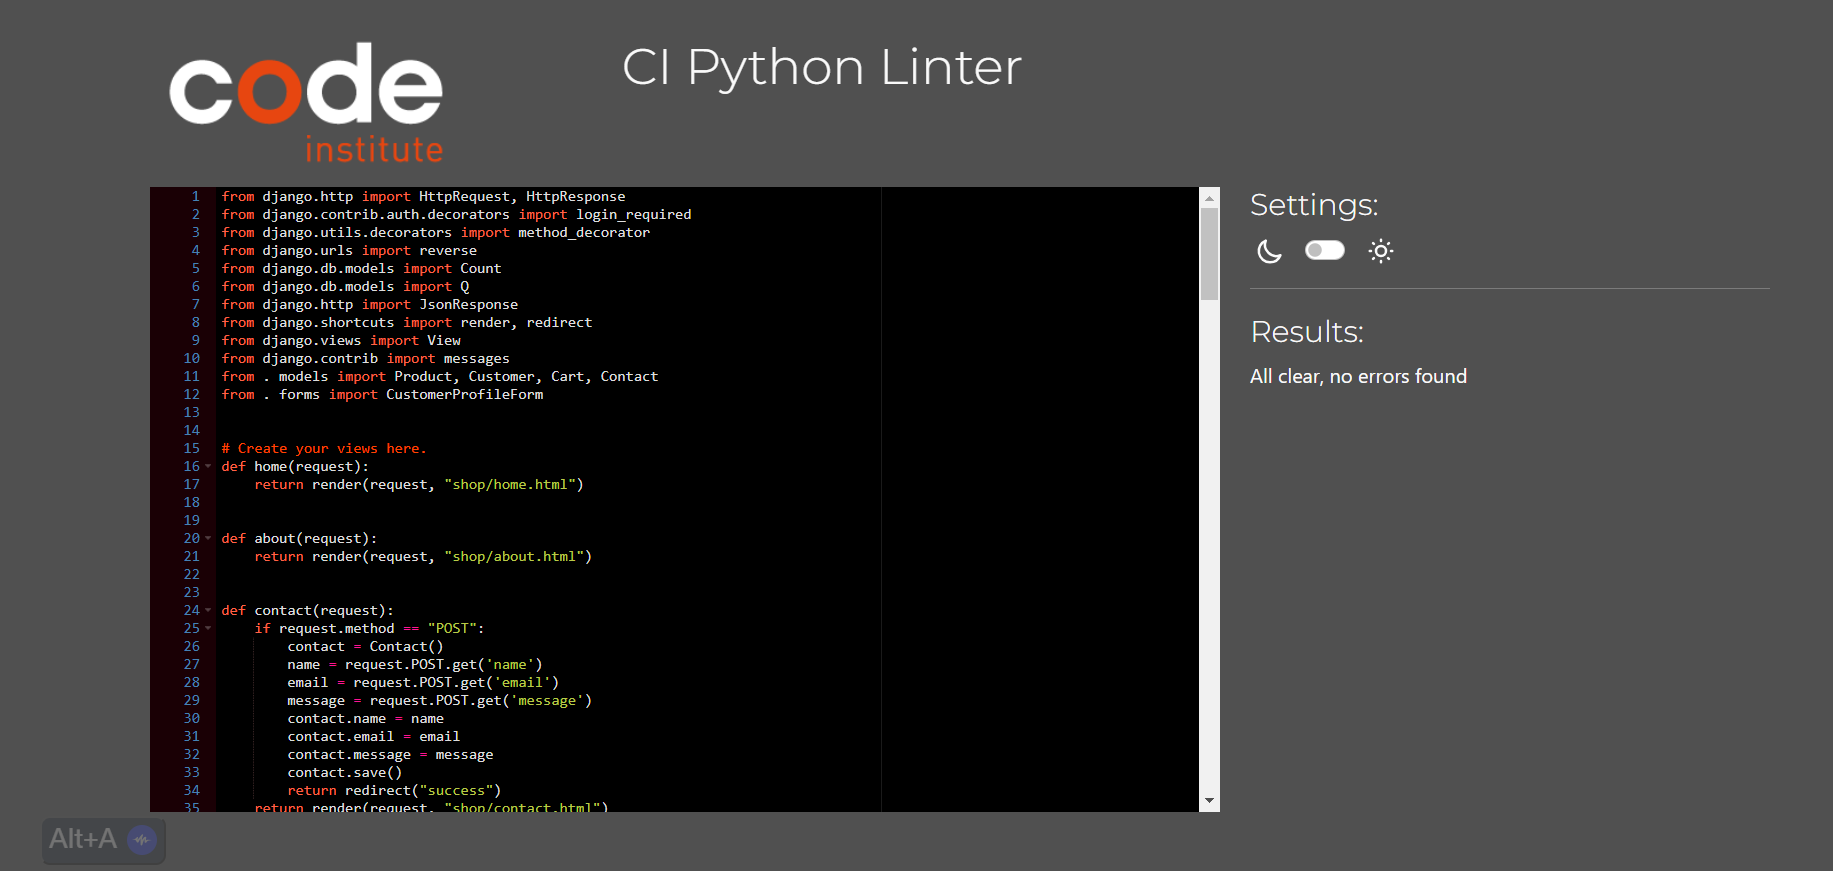 code
institute
CI Python Linter
1 from django.http import HttpRequest, HttpResponse
2 from django.contrib.auth.decorators import login_required
3 from django.utils.decorators import method_decorator
4 from django.urls import reverse
5 from django.db.models import Count
6 from django.db.models import Q
7 from django.http import JsonResponse
8 from django.shortcuts import render, redirect
9 from django.views import View
10 from django.contrib import messages
11 from . models import Product, Customer, Cart, Contact
12 from . forms import CustomerProfileForm
13
14
15 # Create your views here.
16 def home(request):
17     return render(request, "shop/home.html")
18
19
20 def about(request):
21     return render(request, "shop/about.html")
22
23
24 def contact(request):
25     if request.method == "POST":
26         contact = Contact()
27         name = request.POST.get('name')
28         email = request.POST.get('email')
29         message = request.POST.get('message')
30         contact.name = name
31         contact.email = email
32         contact.message = message
33         contact.save()
34         return redirect("success")
35     return render(request, "shop/contact.html")
Settings:
Results:
All clear, no errors found
Alt+A